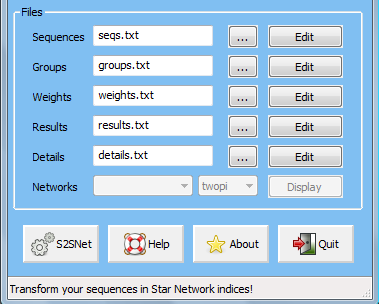 Files
Sequences seqs.txt ... Edit
Groups groups.txt ... Edit
Weights weights.txt ... Edit
Results results.txt ... Edit
Details details.txt ... Edit
Networks twopi Display
S2SNet Help About Quit
Transform your sequences in Star Network indices!